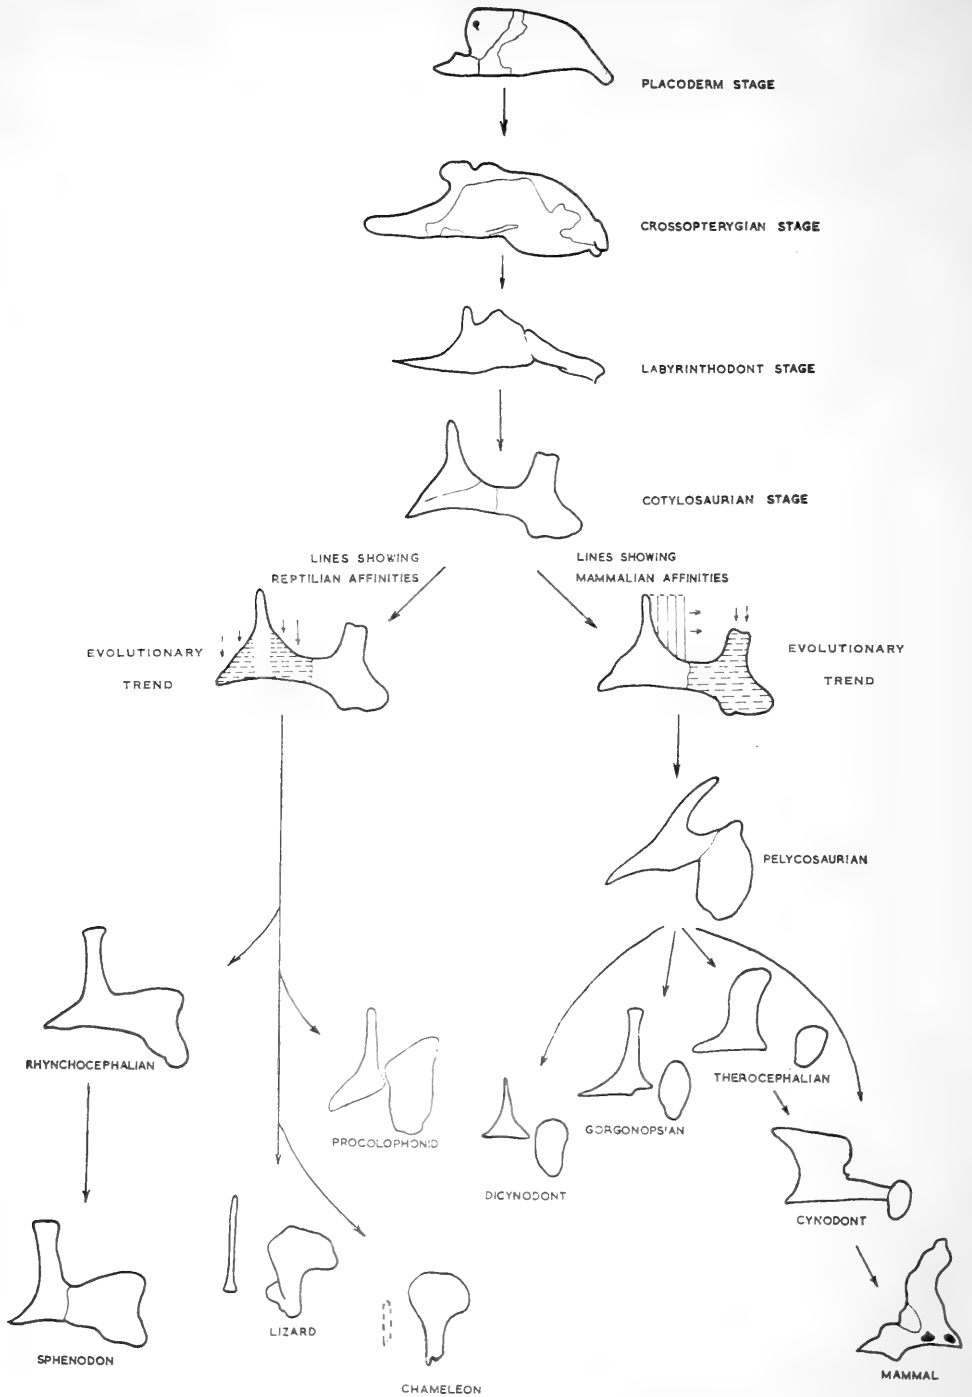 PLACODERM STAGE
CROSSOPTERYGIAN STAGE
LABYRINTHODONT STAGE
COTYLOSAURIAN STAGE
LINES SHOWING
REPTILIAN AFFINITIES
LINES SHOWING
MAMMALIAN AFFINITIES
EVOLUTIONARY
TREND
EVOLUTIONARY
TREND
PELYCOSAURIAN
RHYNCHOCEPHALIAN
PROCOLOPHONID
DICYNODONT
GORGONOPSIAN
THEROCEPHALIAN
CYNODONT
SPHENODON
LIZARD
CHAMELEON
MAMMAL